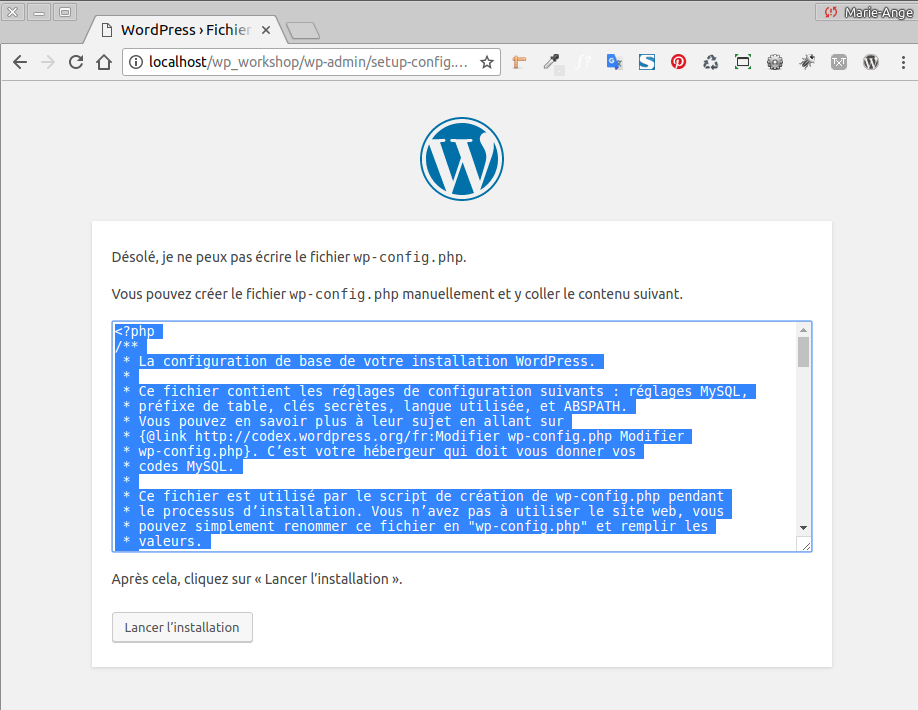 WordPress › Fichier
Marie-Ange
localhost/wp_workshop/wp-admin/setup-config....
TXT
Désolé, je ne peux pas écrire le fichier wp-config.php.
Vous pouvez créer le fichier wp-config.php manuellement et y coller le contenu suivant.
<?php
/**
* La configuration de base de votre installation WordPress.
*
* Ce fichier contient les réglages de configuration suivants : réglages MySQL,
* préfixe de table, clés secrètes, langue utilisée, et ABSPATH.
* Vous pouvez en savoir plus à leur sujet en allant sur
* {@link http://codex.wordpress.org/fr:Modifier wp-config.php Modifier
* wp-config.php}. C’est votre hébergeur qui doit vous donner vos
* codes MySQL.
*
* Ce fichier est utilisé par le script de création de wp-config.php pendant
* le processus d’installation. Vous n’avez pas à utiliser le site web, vous
* pouvez simplement renommer ce fichier en "wp-config.php" et remplir les
* valeurs.
Après cela, cliquez sur « Lancer l’installation ».
Lancer l’installation